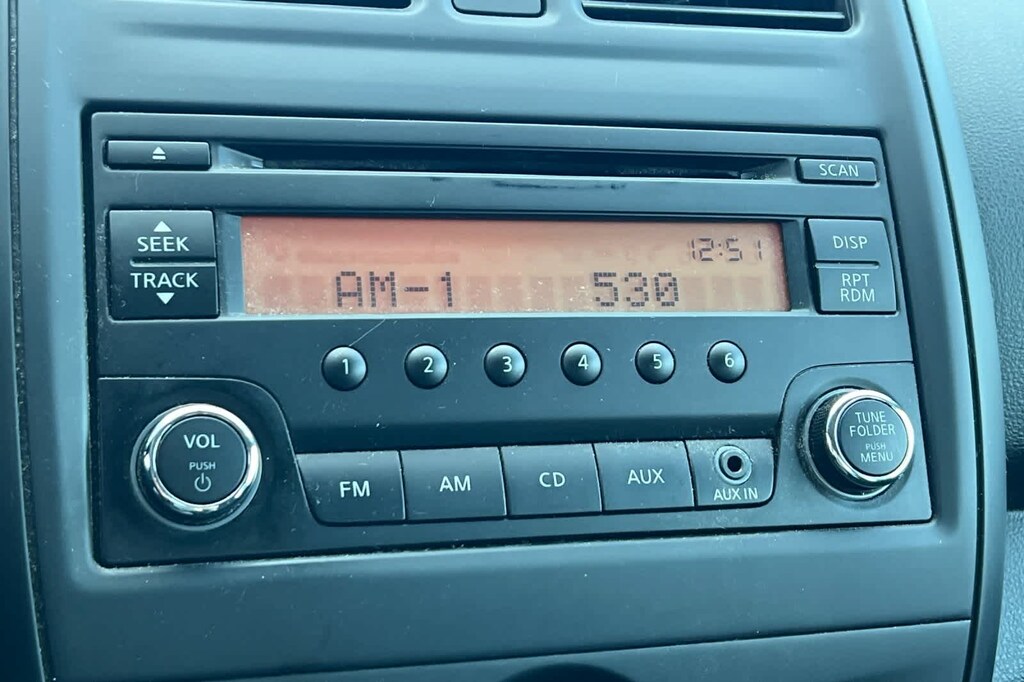 SCAN
SEEK
TRACK
DISP
RPT
RDM
12:51
AM-1 530
1 2 3 4 5 6
VOL
PUSH
TUNE
FOLDER
PUSH
MENU
FM AM CD AUX AUX IN